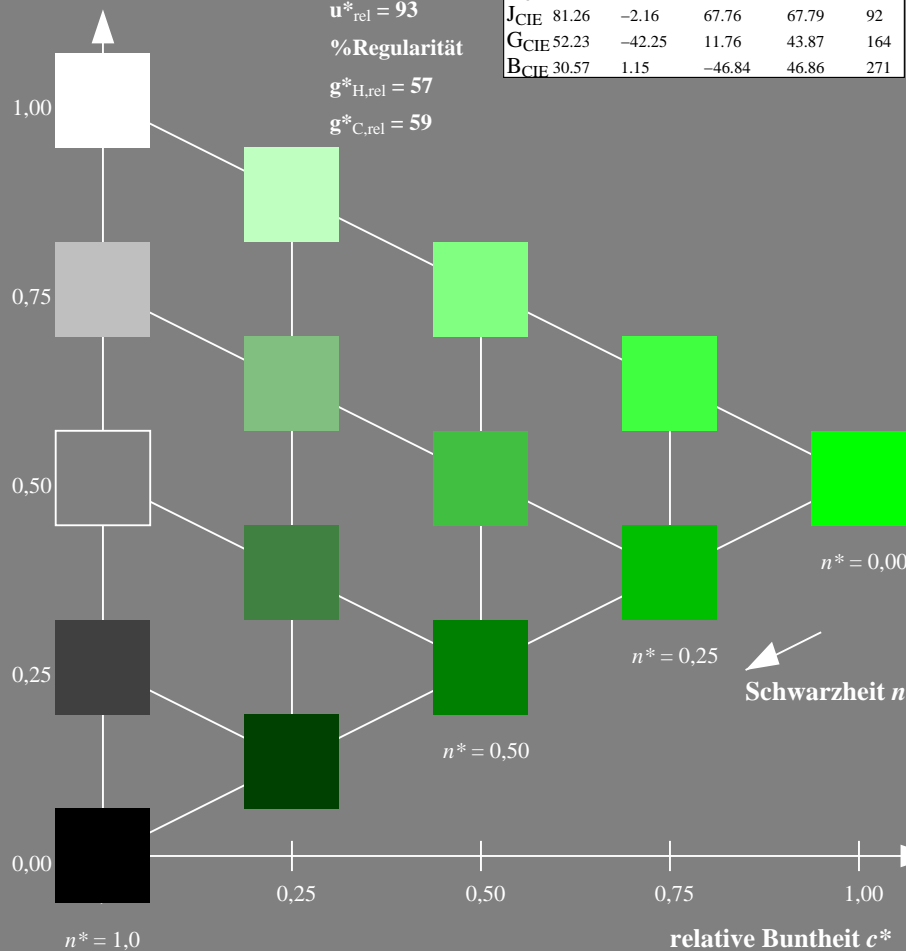 u*rel = 93
%Regularität
g*H,rel = 57
g*C,rel = 59
JCIE 81.26 −2.16 67.76 67.79 92
GCIE 52.23 −42.25 11.76 43.87 164
BCIE 30.57 1.15 −46.84 46.86 271
1,00
0,75
0,50
n* = 0,00
0,25
n* = 0,25
Schwarzheit n
n* = 0,50
0,00
0,25 0,50 0,75 1,00
n* = 1,0
relative Buntheit c*